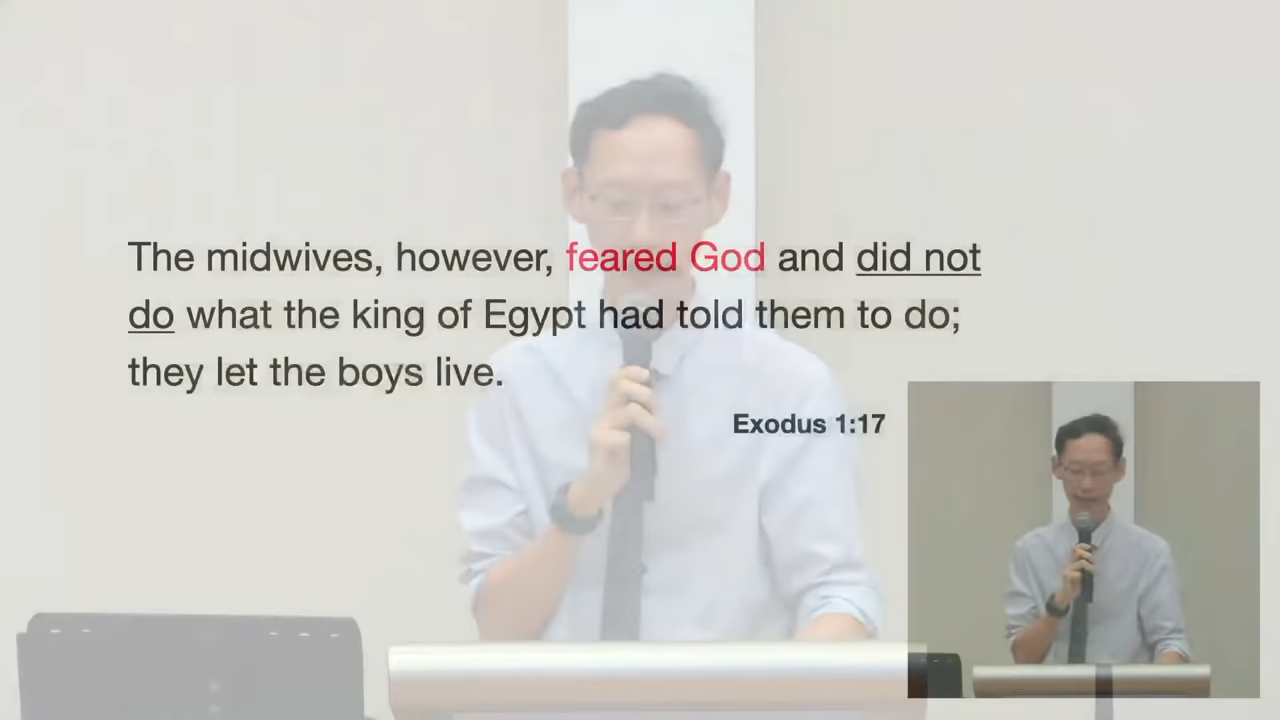 The midwives, however, feared God and did not
do what the king of Egypt had told them to do;
they let the boys live.
Exodus 1:17